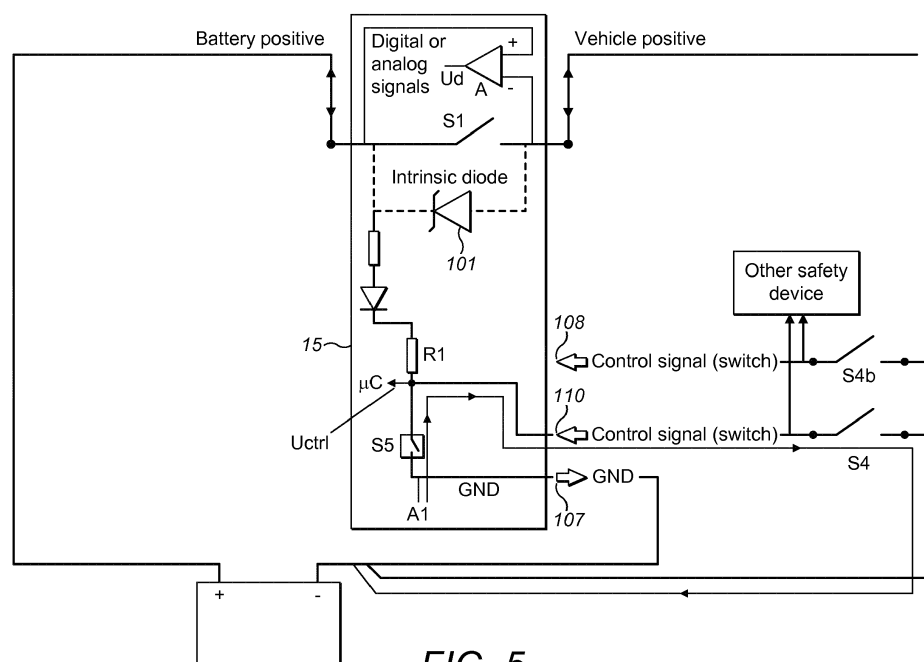 Battery positive
Digital or
analog
signals
+
Ud
A
-
Vehicle positive
S1
Intrinsic diode
101
Other safety
device
15
108
R1
Control signal (switch)
S4b
µC
110
Uctrl
S5
Control signal (switch)
S4
GND
GND
A1
107
+
-
FIG. 5